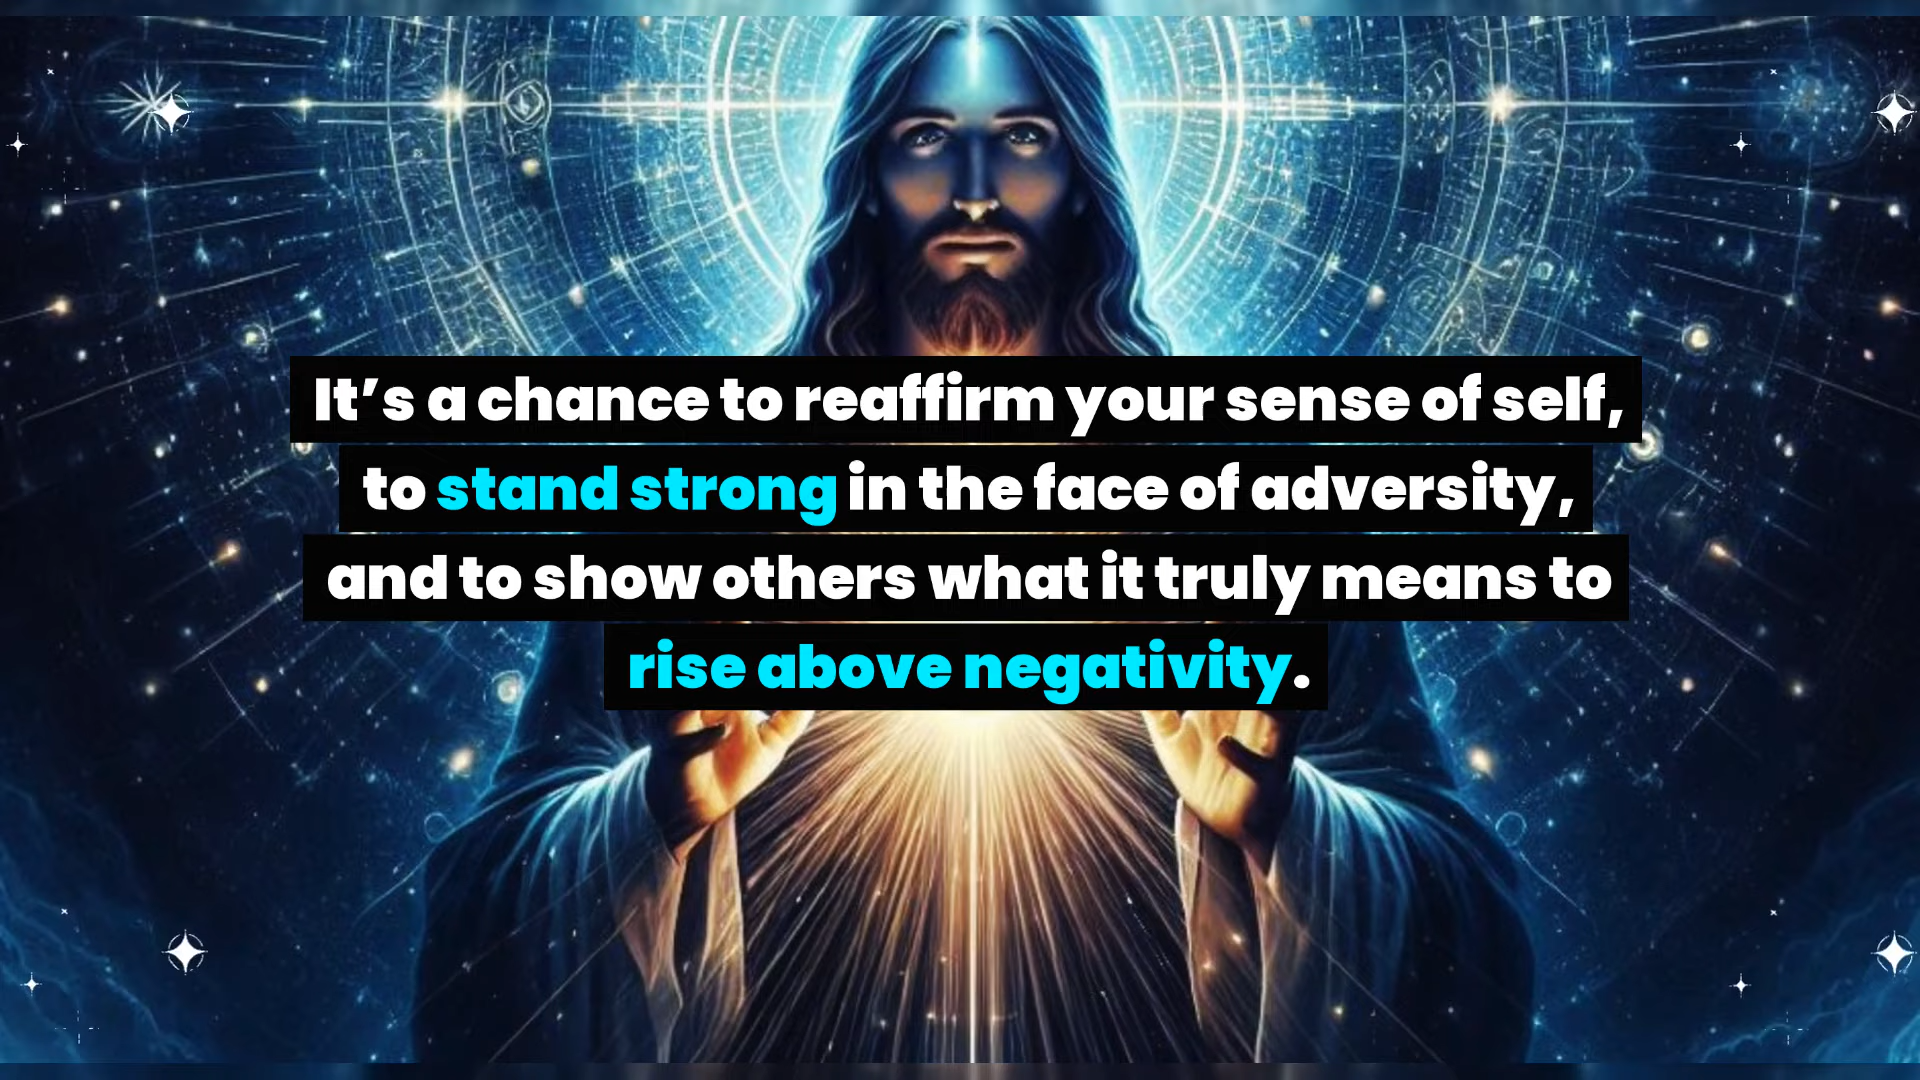 It’s a chance to reaffirm your sense of self,
to stand strong in the face of adversity,
and to show others what it truly means to
rise above negativity.